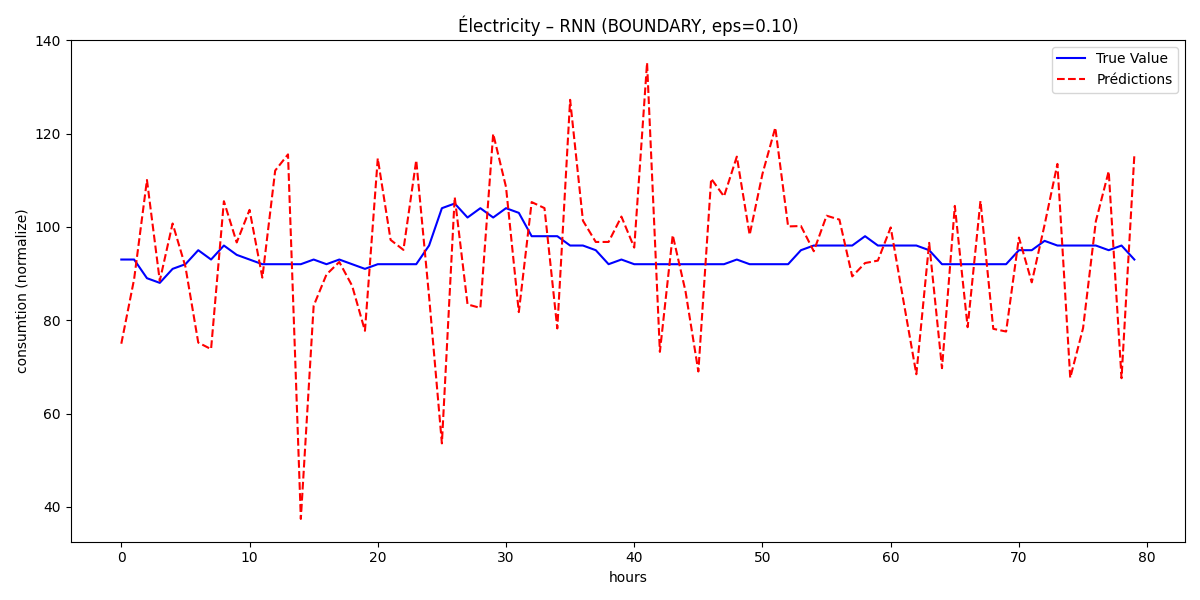 Électricity – RNN (BOUNDARY, eps=0.10)
True Value
Prédictions
consumtion (normalize)
140
120
100
80
60
40
0 10 20 30 40 50 60 70 80
hours